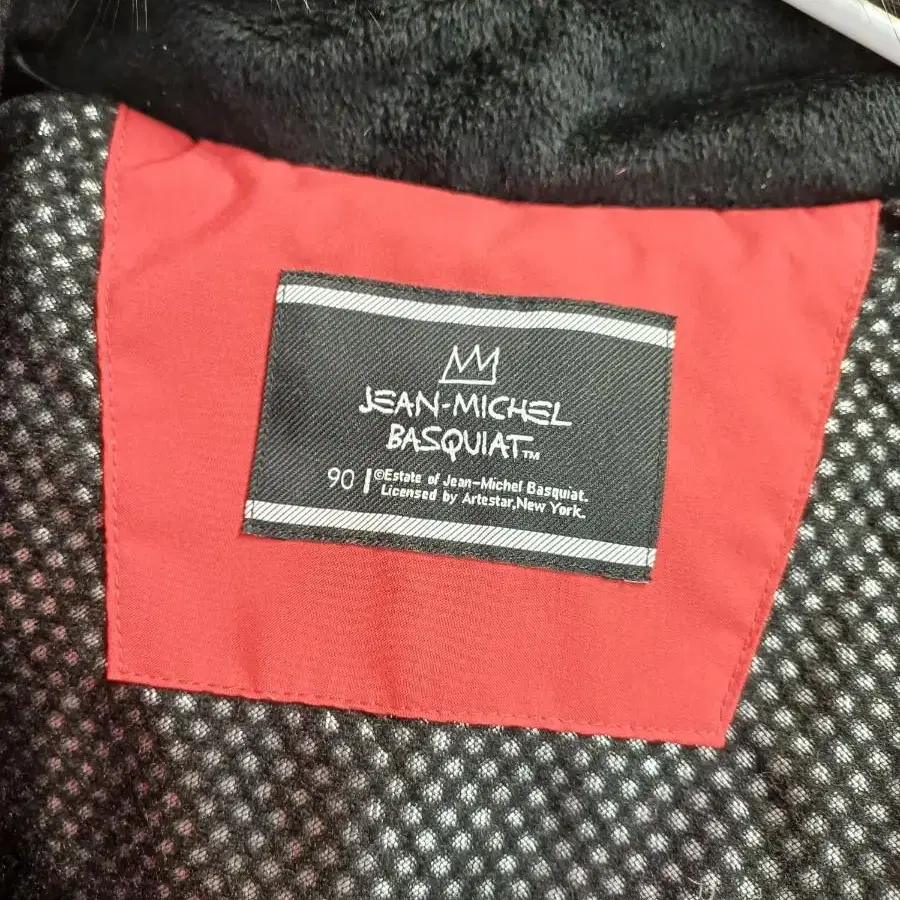 JEAN-MICHEL
BASQUIAT™
90 ©Estate of Jean-Michel Basquiat.
Licensed by Artestar, New York.